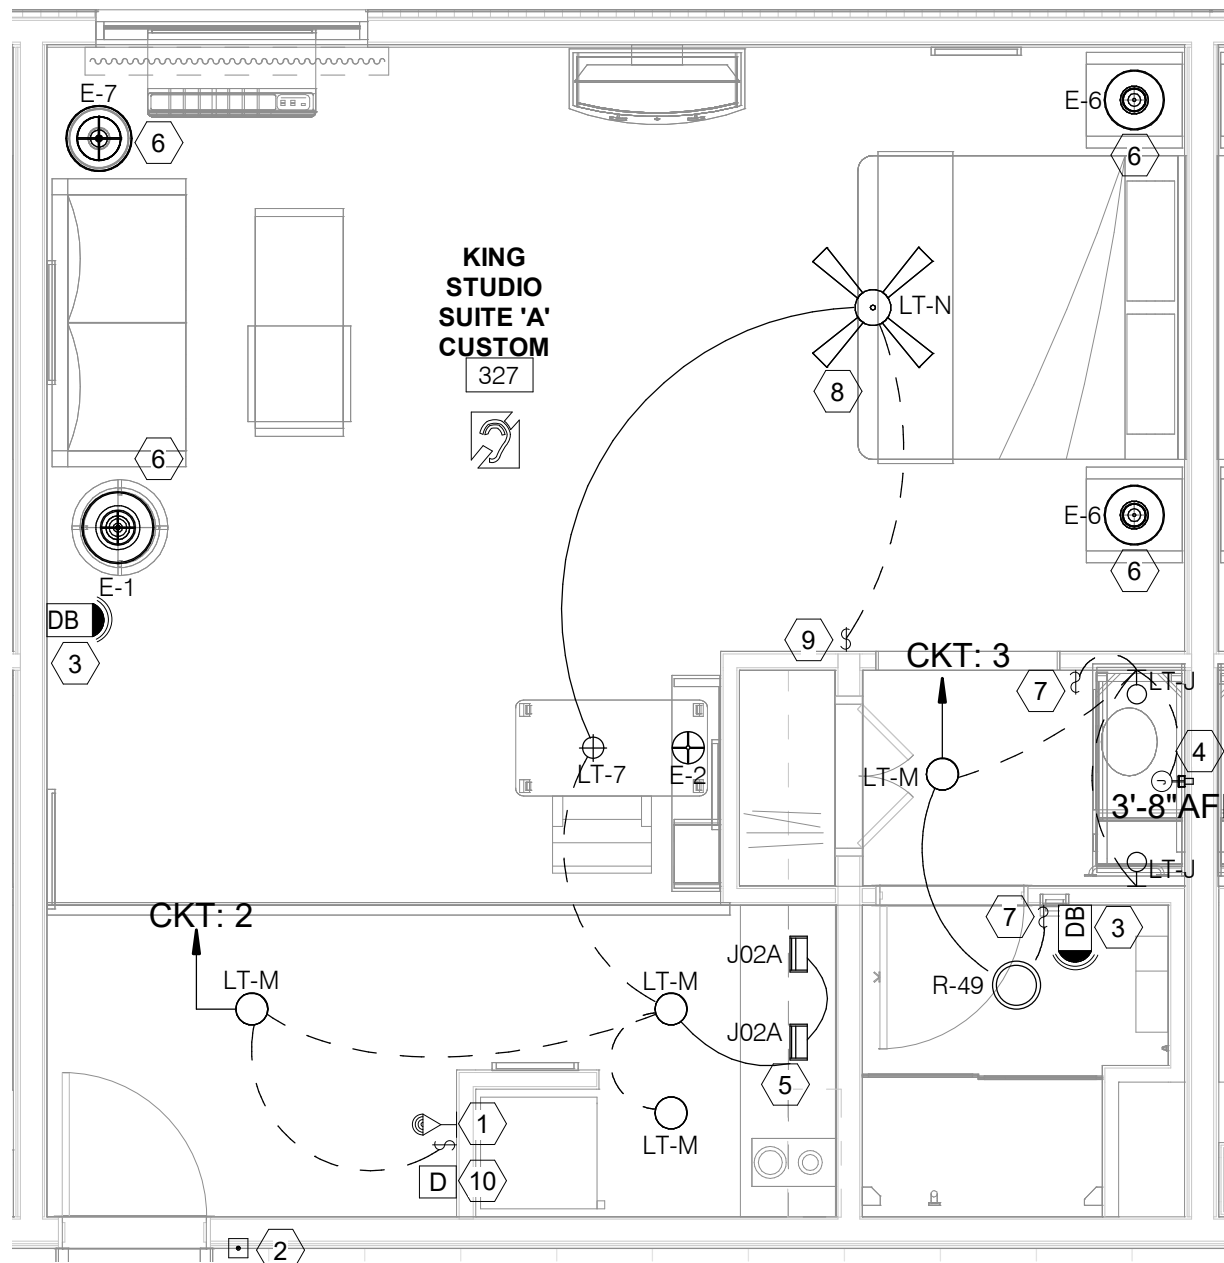 E-7
6
E-6
6
KING
STUDIO
SUITE 'A'
CUSTOM
327
LT-N
8
6
E-6
6
E-1
DB
3
9
CKT: 3
7
LT-J
4
LT-7
E-2
LT-M
3'-8"AF
LT-J
CKT: 2
7
DB
3
J02A
LT-M
LT-M
R-49
J02A
5
1
LT-M
D
10
2
J